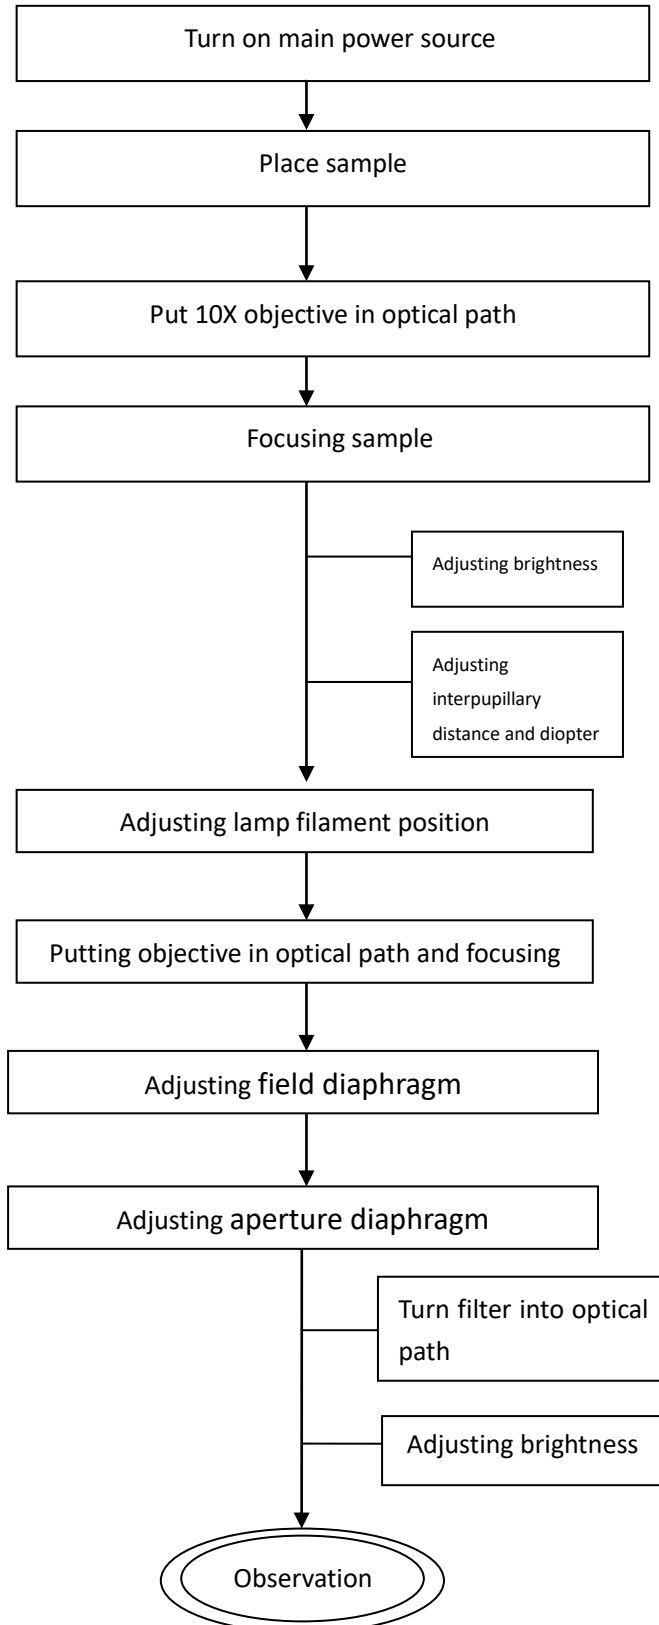 Turn on main power source
Place sample
Put 10X objective in optical path
Focusing sample
Adjusting brightness
Adjusting
interpupillary
distance and diopter
Adjusting lamp filament position
Putting objective in optical path and focusing
Adjusting field diaphragm
Adjusting aperture diaphragm
Turn filter into optical
path
Adjusting brightness
Observation